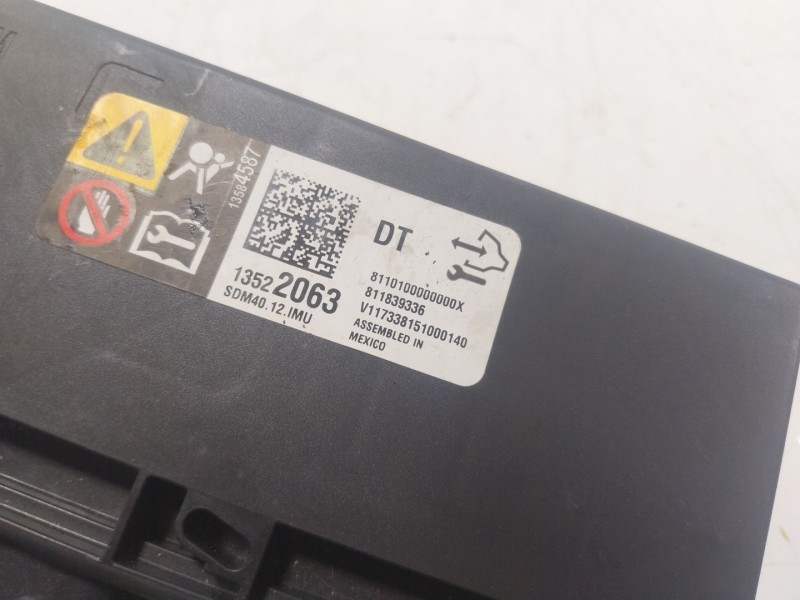 13584587
DT
13522063
SDM40.12.IMU
8110100000000X
811839336
V117338151000140
ASSEMBLED IN
MEXICO